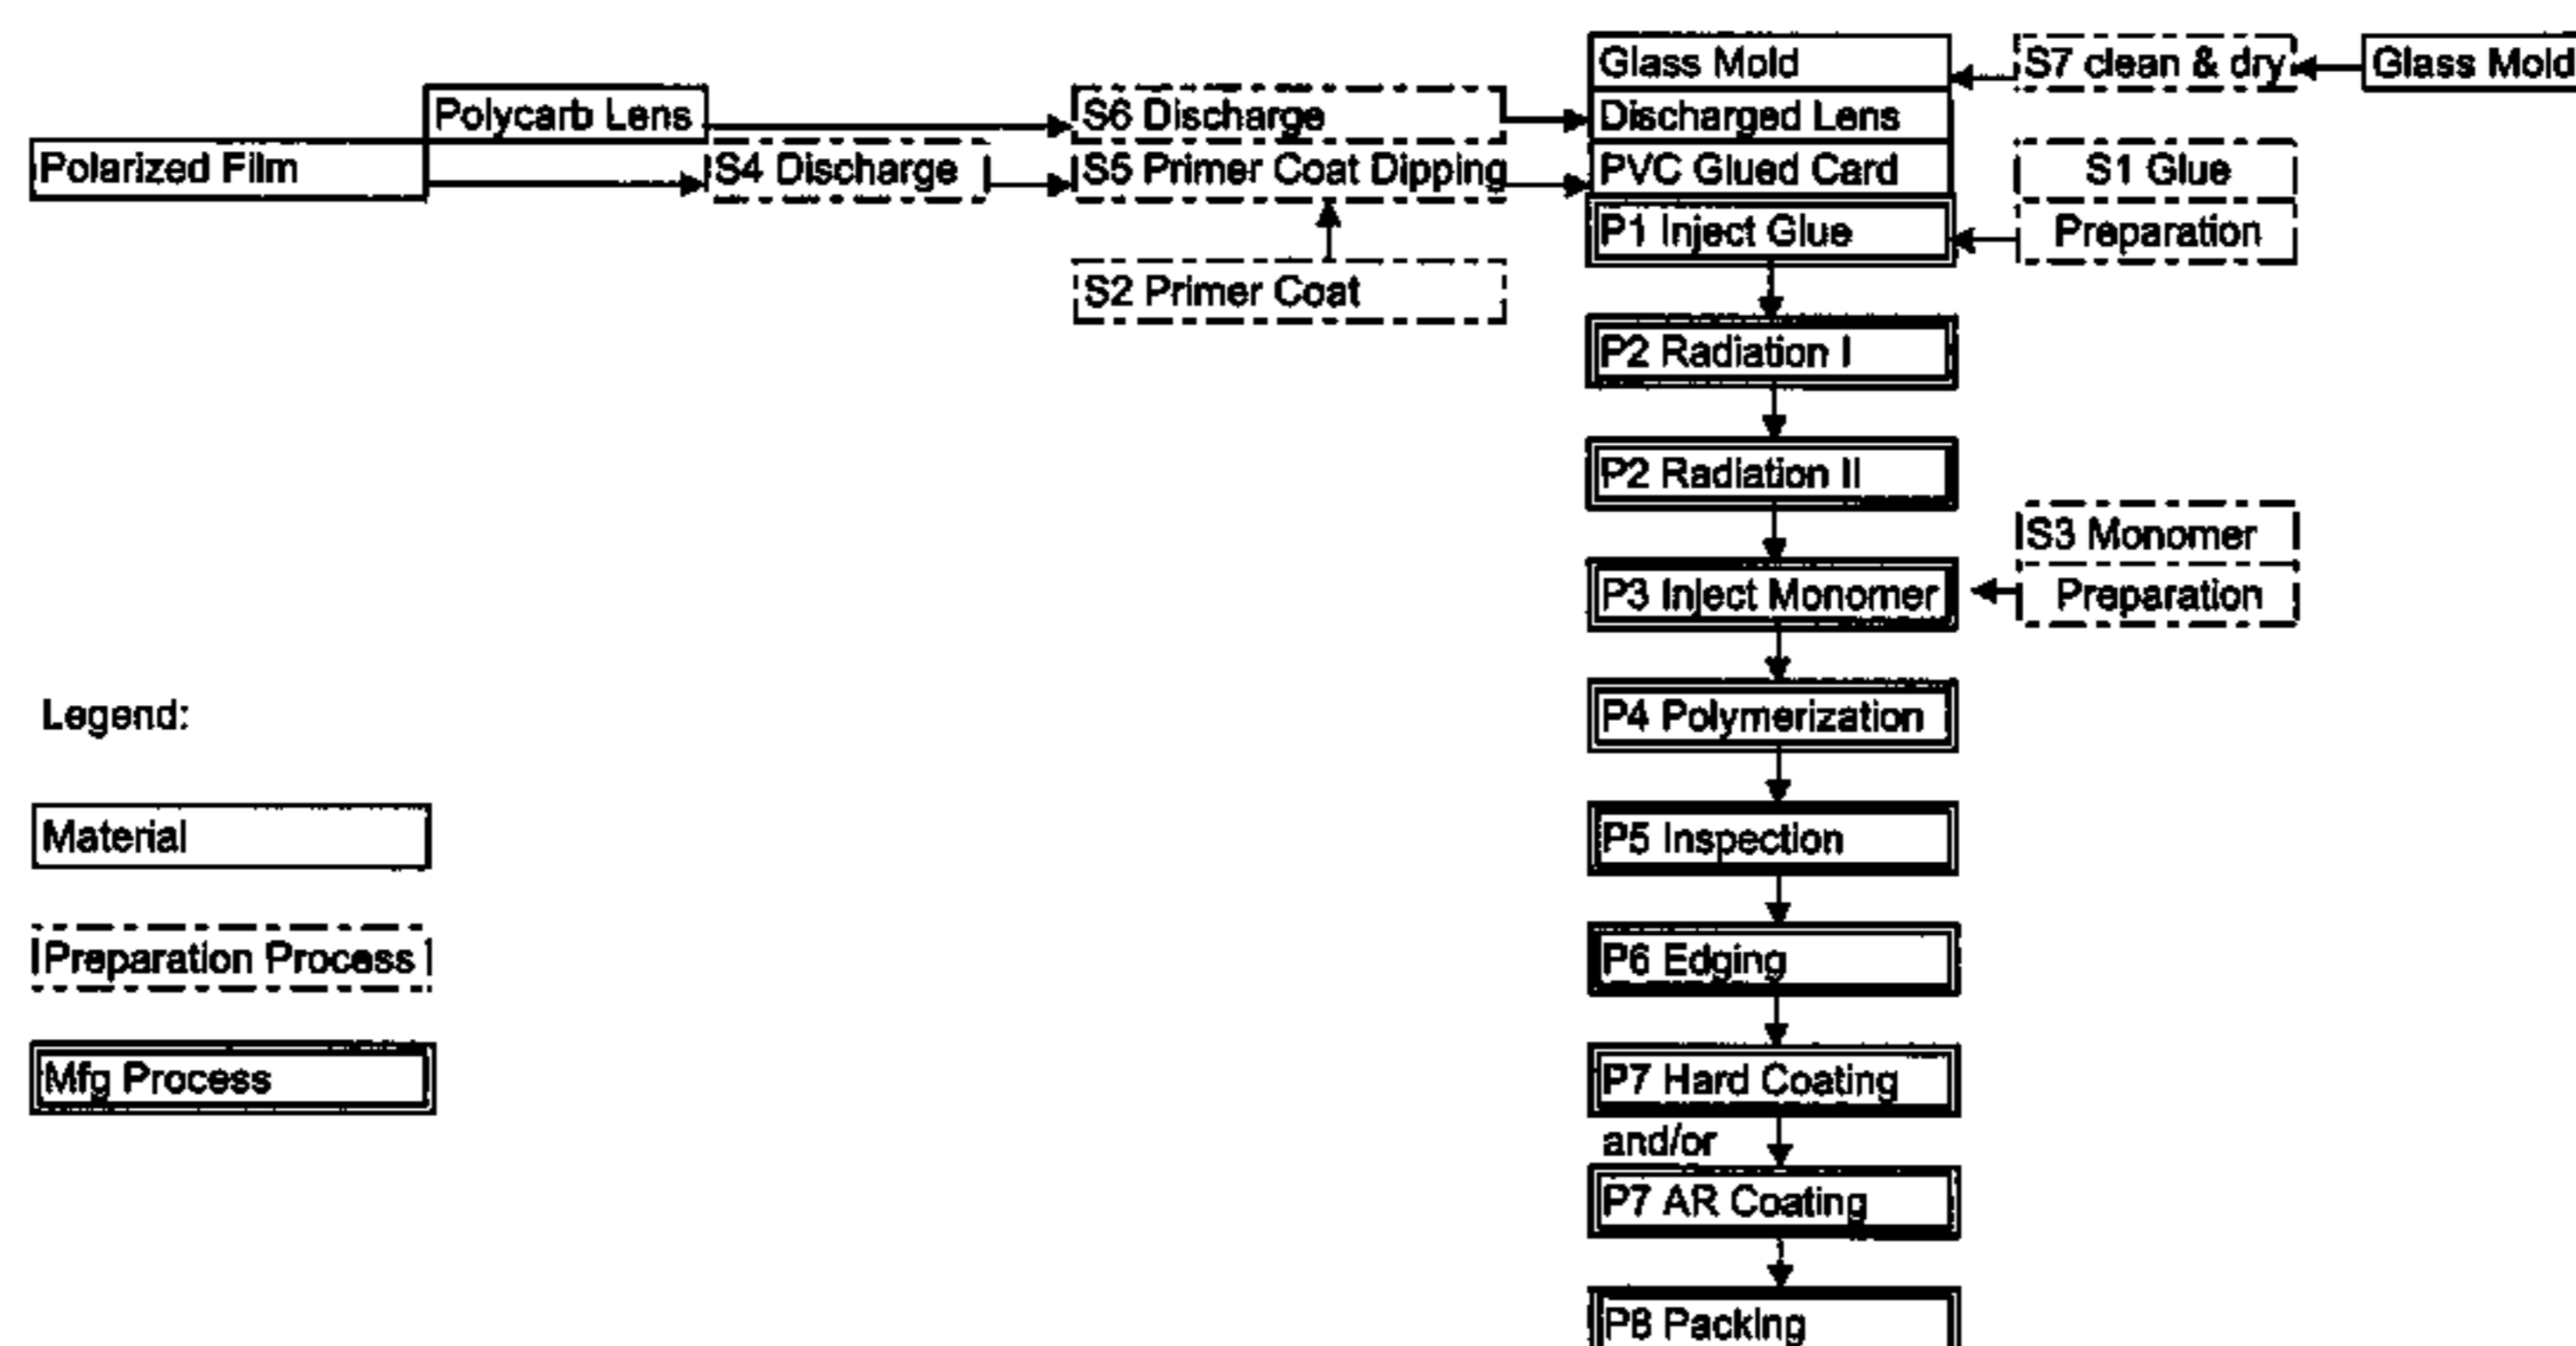 Glass Mold
S7 clean & dry
Glass Mold
Polycarb Lens
S6 Discharge
Discharged Lens
Polarized Film
S4 Discharge
S5 Primer Coat Dipping
PVC Glued Card
S1 Glue
P1 Inject Glue
Preparation
S2 Primer Coat
P2 Radiation I
P2 Radiation II
S3 Monomer
P3 Inject Monomer
Preparation
Legend:
P4 Polymerization
Material
P5 Inspection
Preparation Process
P6 Edging
Mfg Process
P7 Hard Coating
and/or
P7 AR Coating
P8 Packing